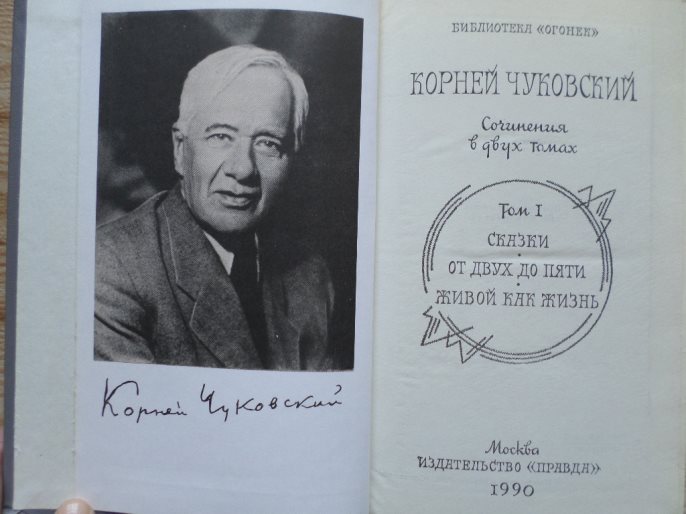 Корней Чуковский
БИБЛИОТЕКА «ОГОНЕК»
КОРНЕЙ ЧУКОВСКИЙ
Сочинения
в двух томах
Том I
СКАЗКИ
ОТ ДВУХ ДО ПЯТИ
ЖИВОЙ КАК ЖИЗНЬ
Москва
ИЗДАТЕЛЬСТВО «ПРАВДА»
1990